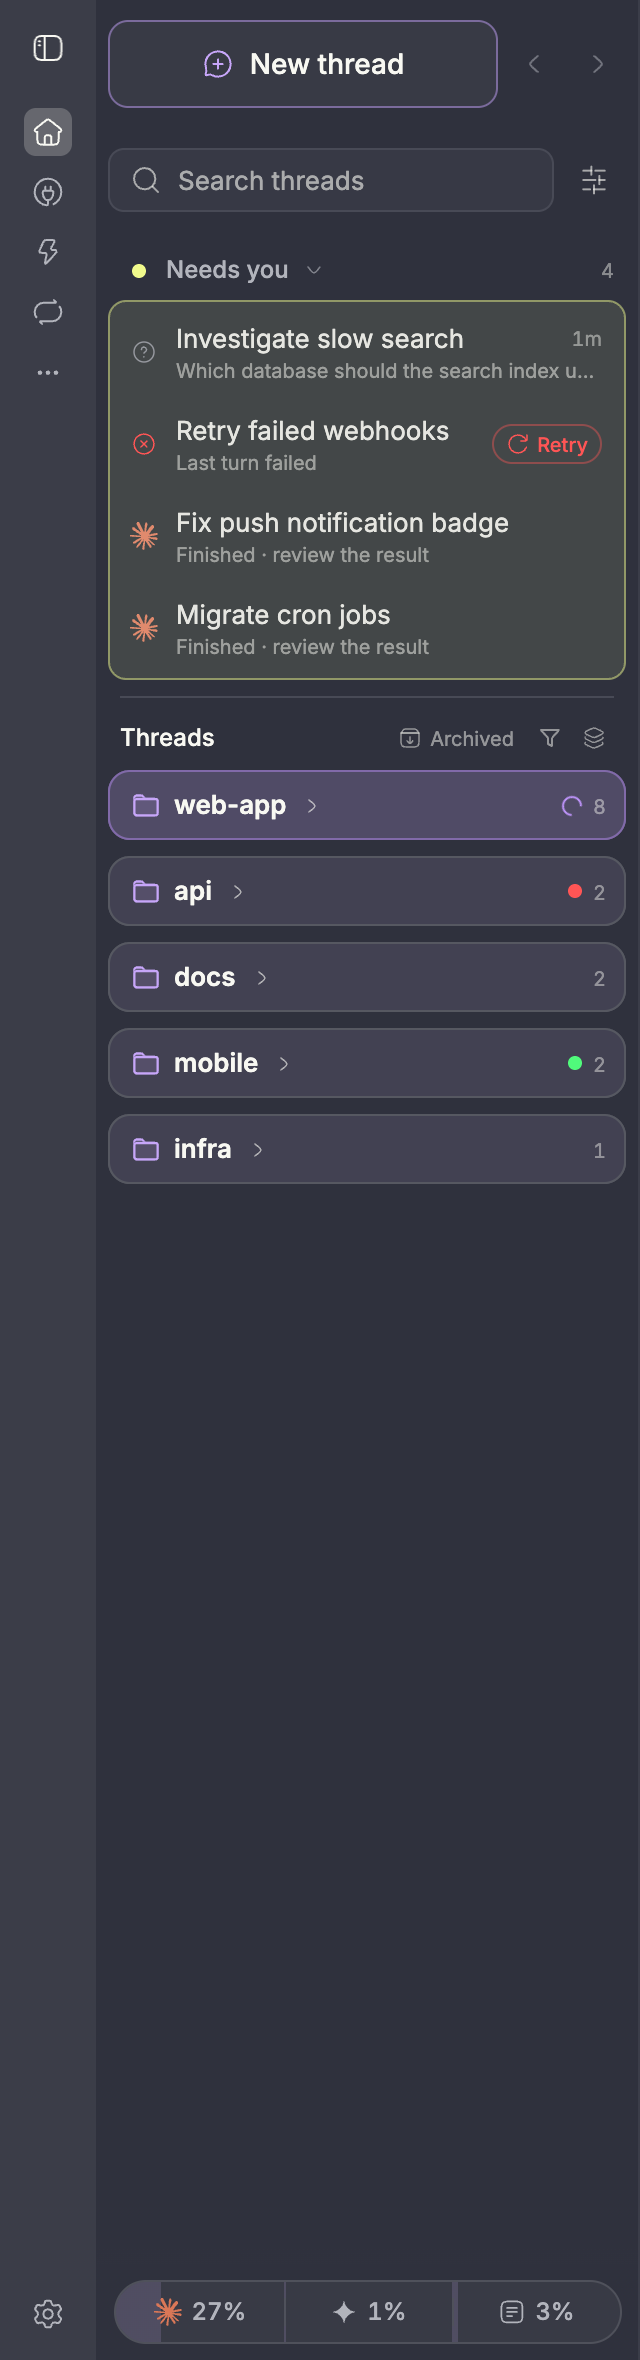 New thread
Search threads
Needs you 4
Investigate slow search 1m
Which database should the search index u...
Retry failed webhooks
Last turn failed
Retry
Fix push notification badge
Finished · review the result
Migrate cron jobs
Finished · review the result
Threads Archived
web-app 8
api 2
docs 2
mobile 2
infra 1
27% 1% 3%